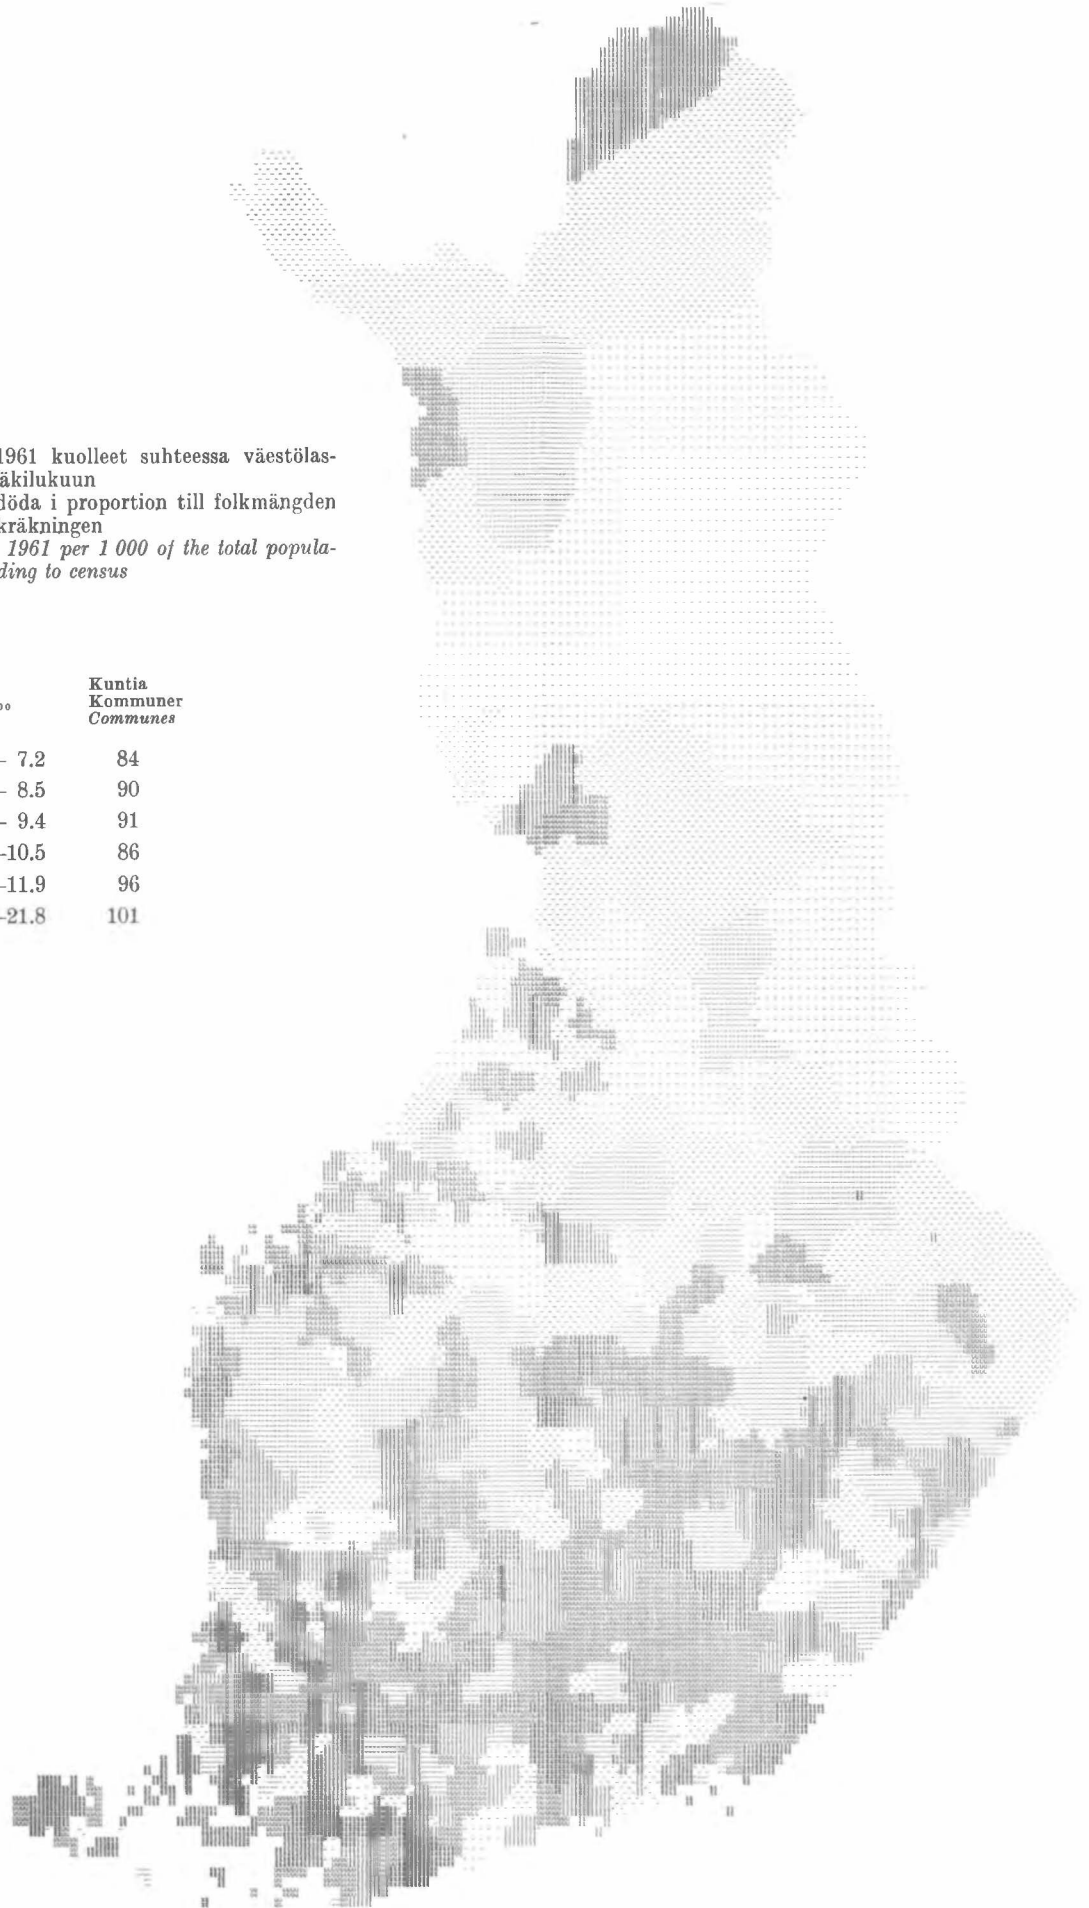 1961 kuolleet suhteessa väestölas-
äkilukuun
döda i proportion till folkmängden
kräkningen
1961 per 1 000 of the total popula-
ding to census
Kuntia
Kommuner
Communes
– 7.2 84
– 8.5 90
– 9.4 91
–10.5 86
–11.9 96
–21.8 101